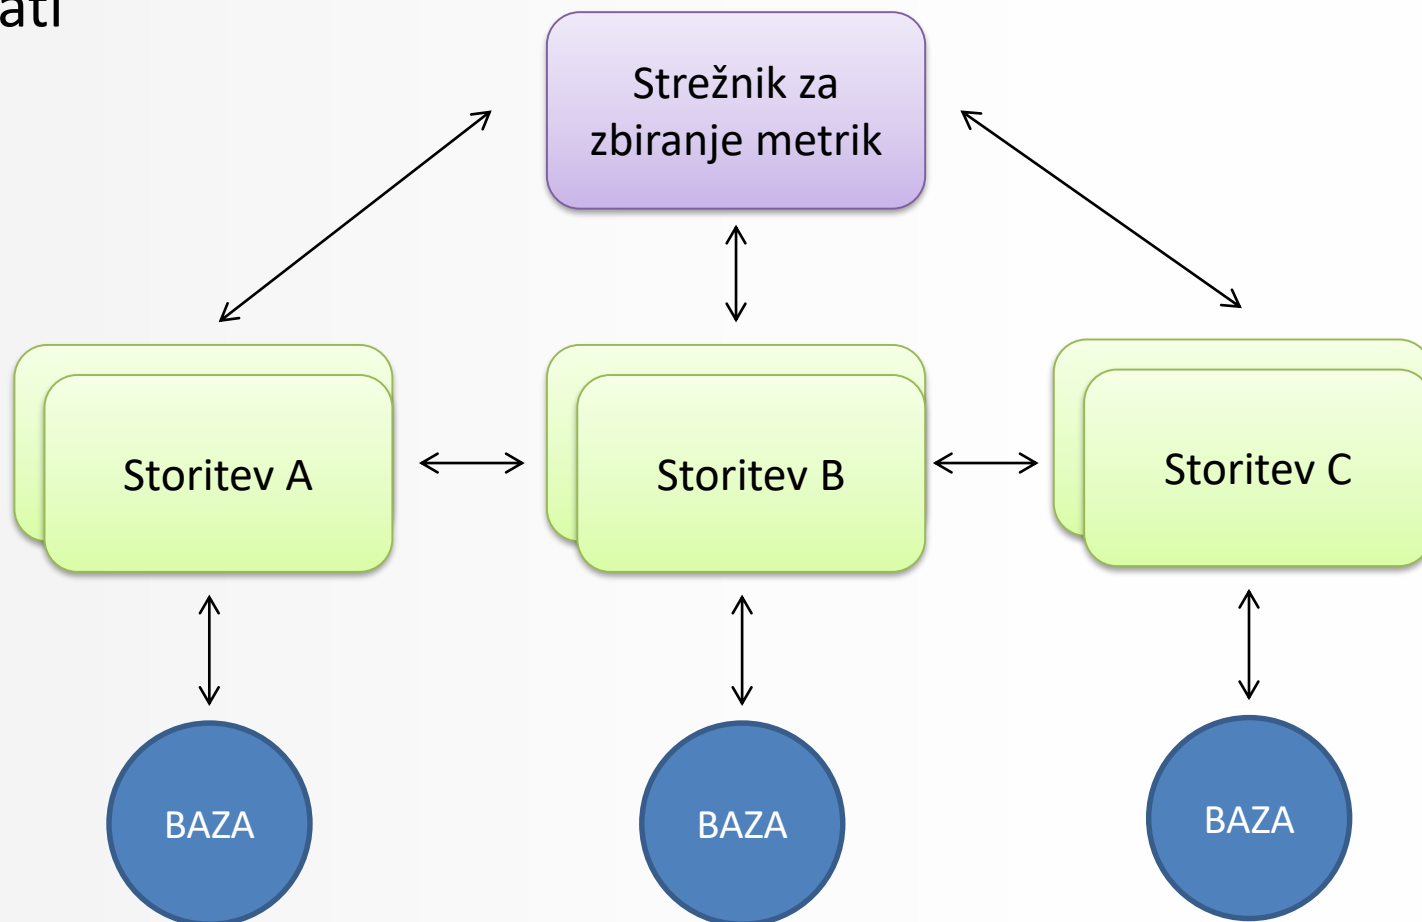 ati
Strežnik za
zbiranje metrik
Storitev A
Storitev B
Storitev C
BAZA
BAZA
BAZA